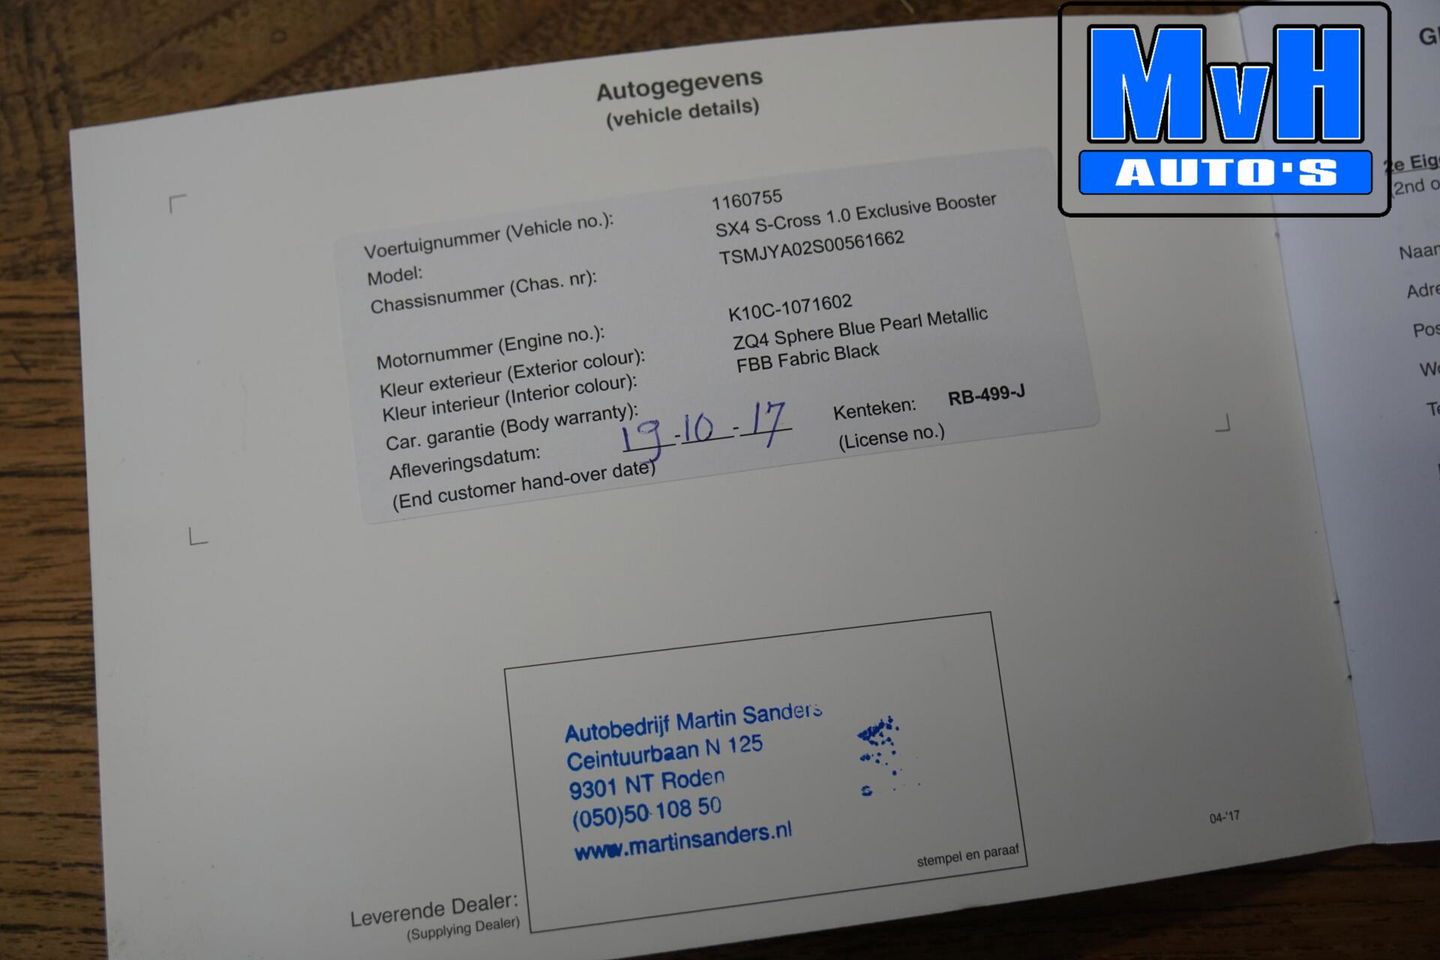 MvH
AUTO'S
Autogegevens
(vehicle details)
Voertuignummer (Vehicle no.): 1160755
Model: SX4 S-Cross 1.0 Exclusive Booster
Chassisnummer (Chas. nr): TSMJYA02S00561662
Motornummer (Engine no.): K10C-1071602
Kleur exterieur (Exterior colour): ZQ4 Sphere Blue Pearl Metallic
Kleur interieur (Interior colour): FBB Fabric Black
Car. garantie (Body warranty):
Afleveringsdatum: 19-10-17 Kenteken: RB-499-J
(End customer hand-over date) (License no.)
Autobedrijf Martin Sanders
Ceintuurbaan N 125
9301 NT Roden
(050)50 108 50
www.martinsanders.nl
stempel en paraaf
Leverende Dealer:
(Supplying Dealer)
04-'17
2e Eig
(2nd o
Naam
Adre
Pos
Wo
Te